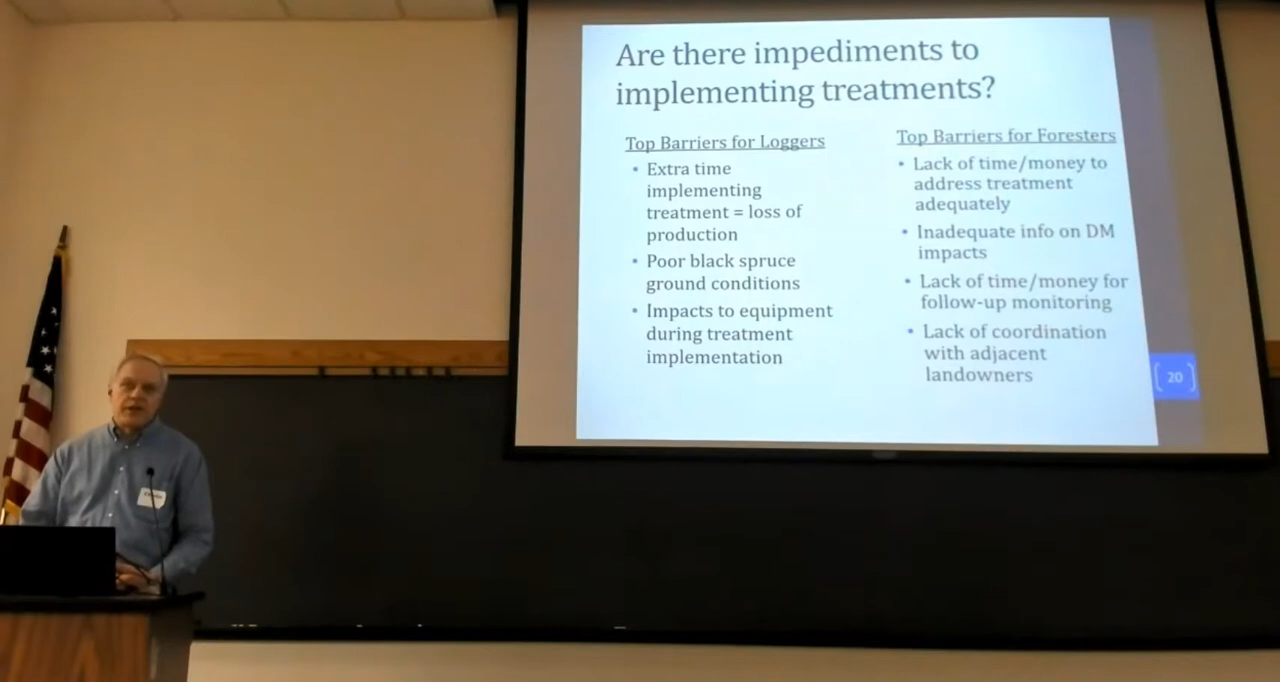 Are there impediments to
implementing treatments?
Top Barriers for Loggers
• Extra time
implementing
treatment = loss of
production
• Poor black spruce
ground conditions
• Impacts to equipment
during treatment
implementation
Top Barriers for Foresters
• Lack of time/money to
address treatment
adequately
• Inadequate info on DM
impacts
• Lack of time/money for
follow-up monitoring
• Lack of coordination
with adjacent
landowners
20